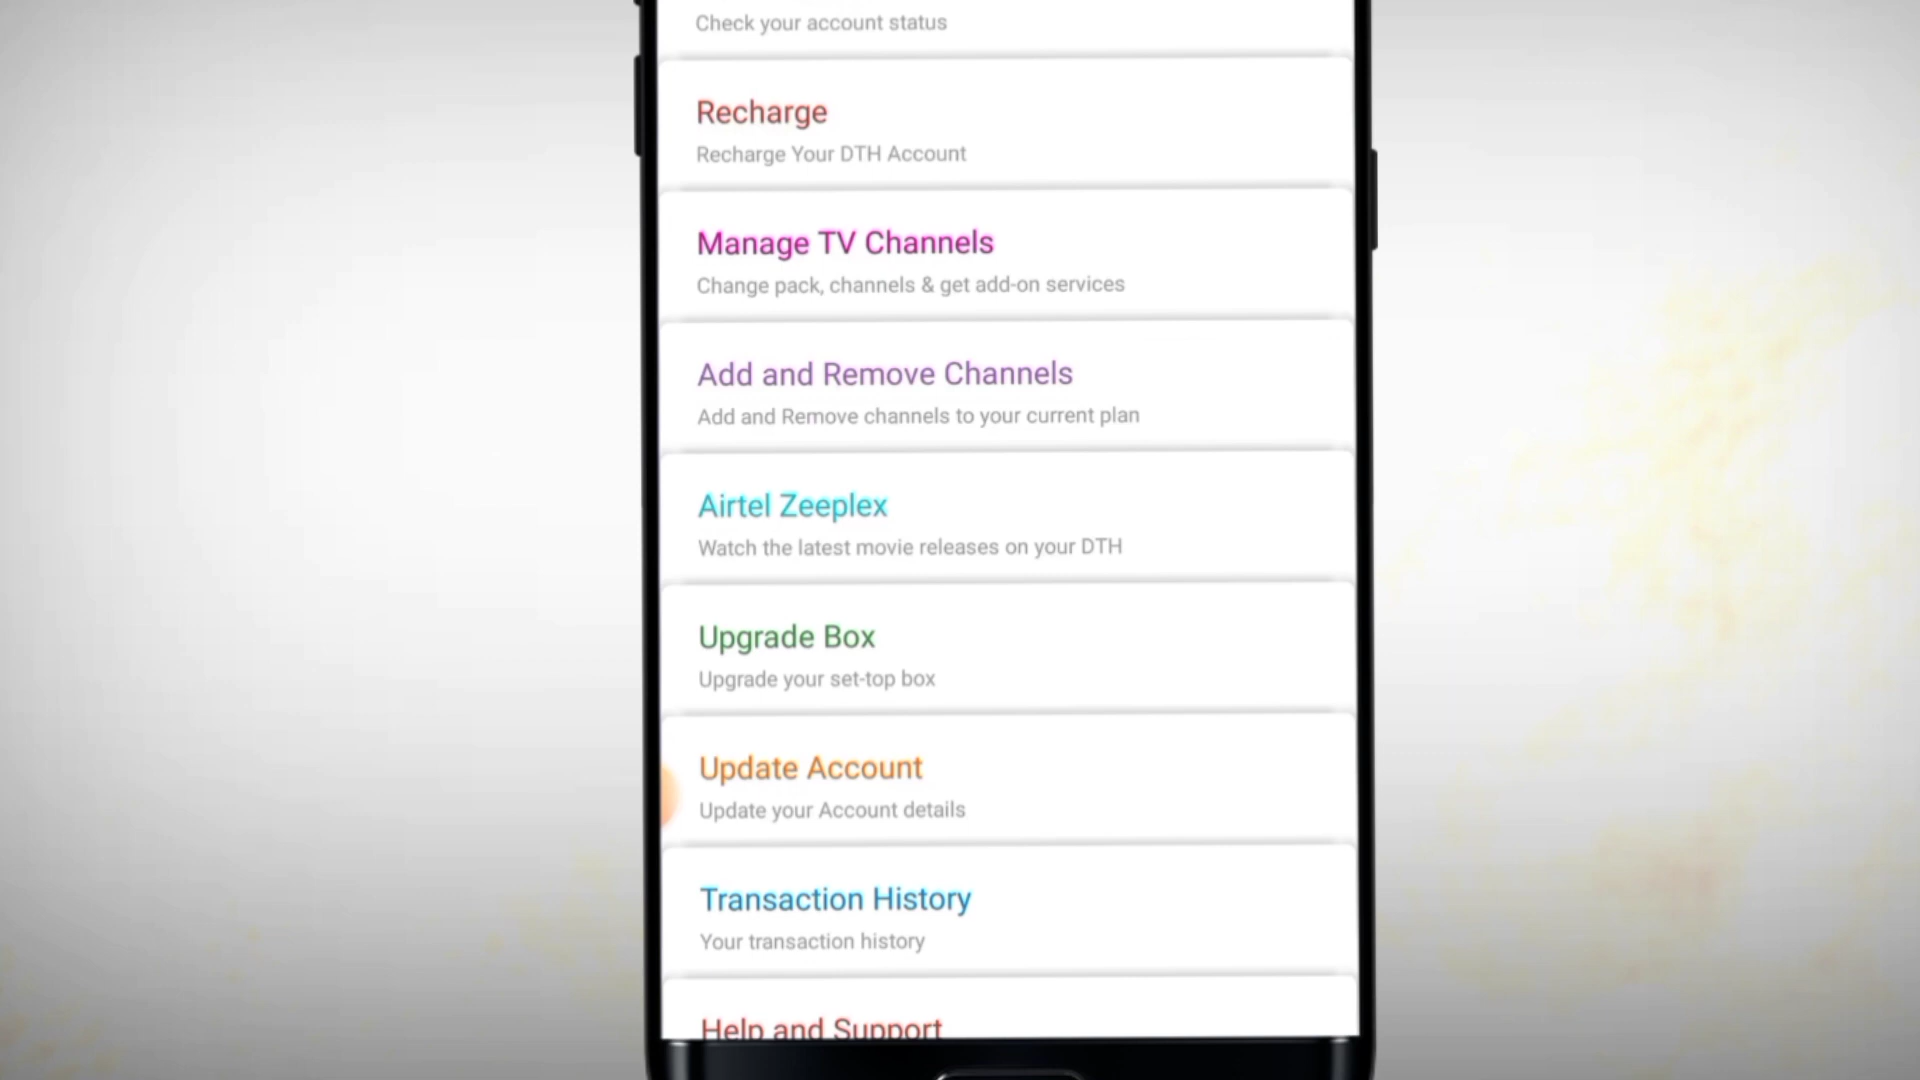 Check your account status
Recharge
Recharge Your DTH Account
Manage TV Channels
Change pack, channels & get add-on services
Add and Remove Channels
Add and Remove channels to your current plan
Airtel Zeeplex
Watch the latest movie releases on your DTH
Upgrade Box
Upgrade your set-top box
Update Account
Update your Account details
Transaction History
Your transaction history
Help and Support